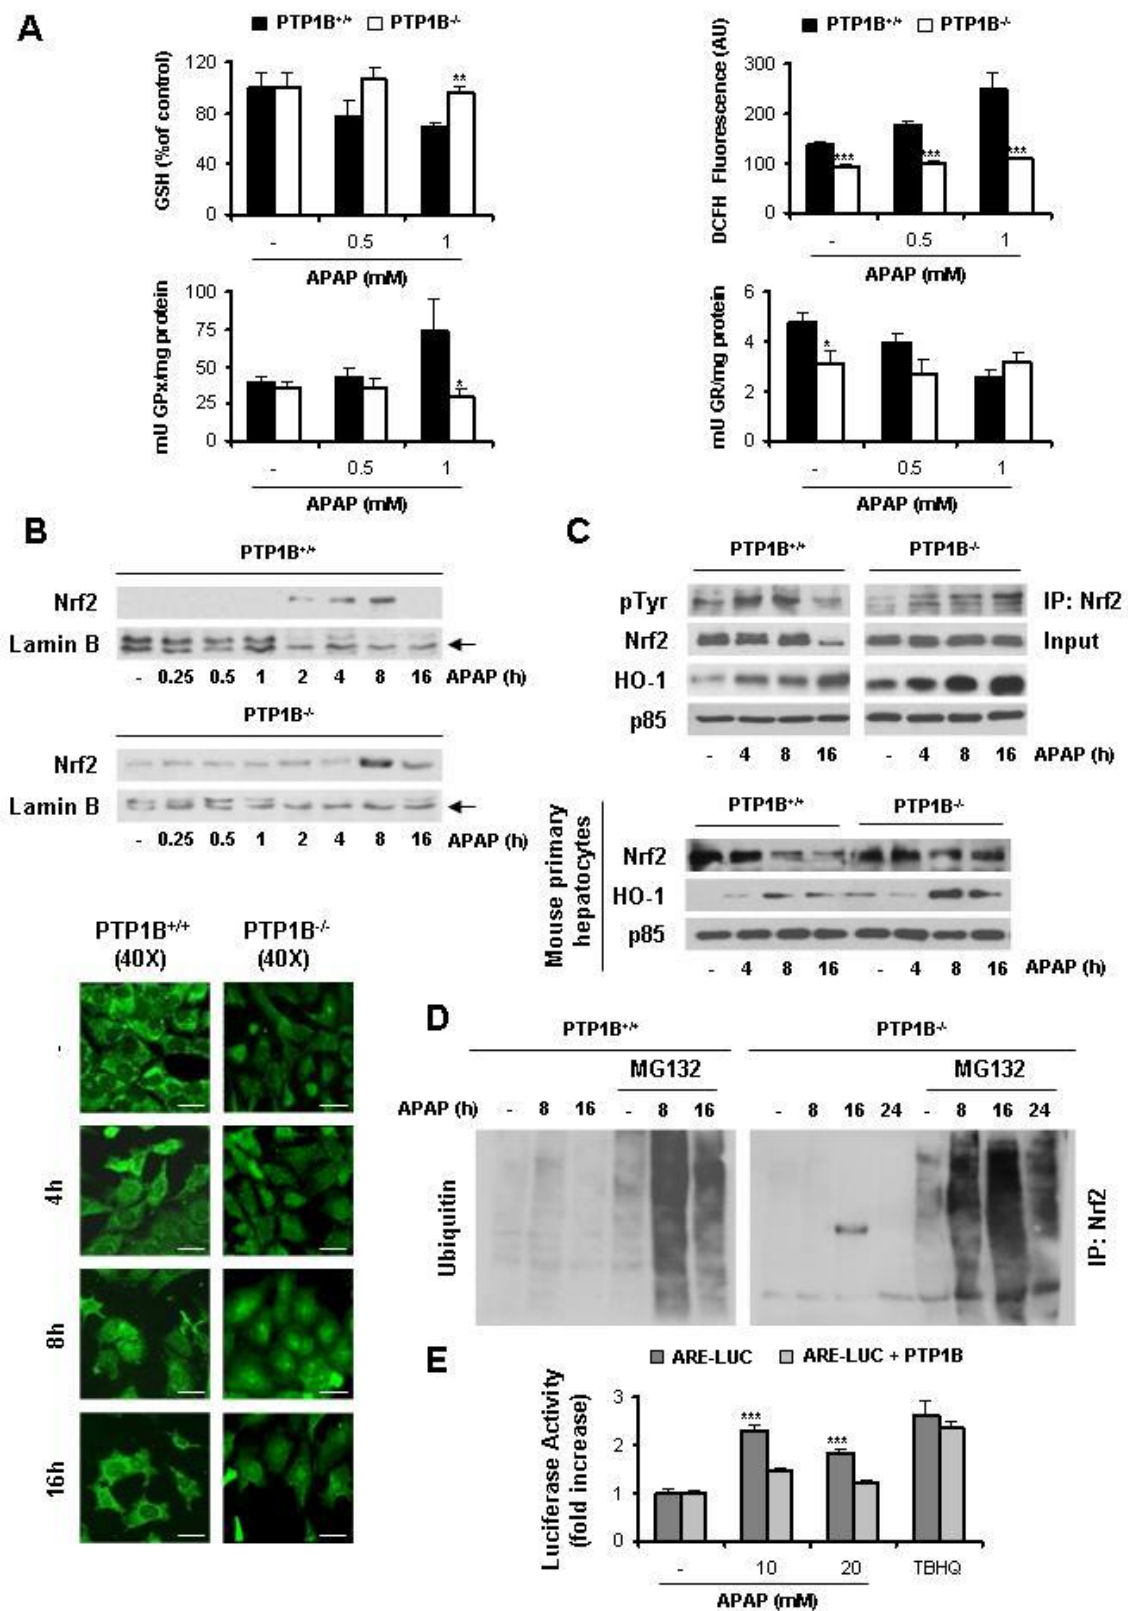 A
PTP1B+/+ PTP1B-/-
GSH (%of control)
120
80
40
0
- 0.5 1
APAP (mM)
PTP1B+/+ PTP1B-/-
DCFH Fluorescence (AU)
300
200
100
0
- 0.5 1
APAP (mM)
**
*** *** ***
mU GPx/mg protein
100
75
50
25
0
*
- 0.5 1
APAP (mM)
mU GR/mg protein
6
4
2
0
*
- 0.5 1
APAP (mM)
B
PTP1B+/+
Nrf2
Lamin B
- 0.25 0.5 1 2 4 8 16 APAP (h)
PTP1B-/-
Nrf2
Lamin B
- 0.25 0.5 1 2 4 8 16 APAP (h)
PTP1B+/+ PTP1B-/-
(40X) (40X)
-
4h
8h
16h
C
PTP1B+/+ PTP1B-/-
pTyr IP: Nrf2
Nrf2 Input
HO-1
p85
- 4 8 16 - 4 8 16 APAP (h)
Mouse primary
hepatocytes
PTP1B+/+ PTP1B-/-
Nrf2
HO-1
p85
- 4 8 16 - 4 8 16 APAP (h)
D
PTP1B+/+ PTP1B-/-
MG132 MG132
APAP (h) - 8 16 - 8 16 - 8 16 24 - 8 16 24
Ubiquitin
IP: Nrf2
E
ARE-LUC ARE-LUC + PTP1B
Luciferase Activity
(fold increase)
3
2
1
0
*** ***
- 10 20 TBHQ
APAP (mM)